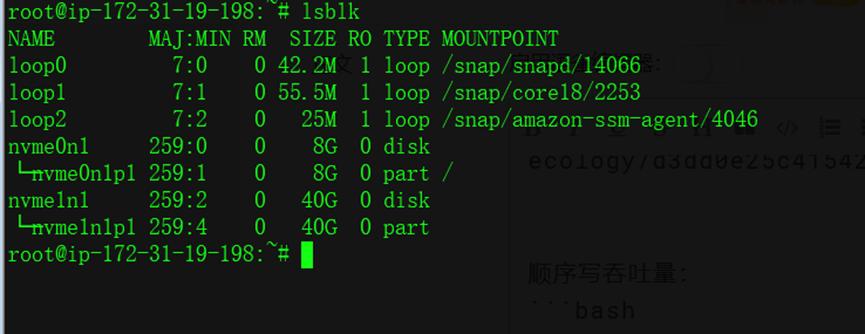 root@ip-172-31-19-198:~# lsblk
NAME MAJ:MIN RM SIZE RO TYPE MOUNTPOINT
loop0 7:0 0 42.2M 1 loop /snap/snapd/14066
loop1 7:1 0 55.5M 1 loop /snap/core18/2253
loop2 7:2 0 25M 1 loop /snap/amazon-ssm-agent/4046
nvme0n1 259:0 0 8G 0 disk
└─nvme0n1p1 259:1 0 8G 0 part /
nvme1n1 259:2 0 40G 0 disk
└─nvme1n1p1 259:4 0 40G 0 part
root@ip-172-31-19-198:~#
ecology/d3dd0e25c41542
顺序写吞吐量:
```bash